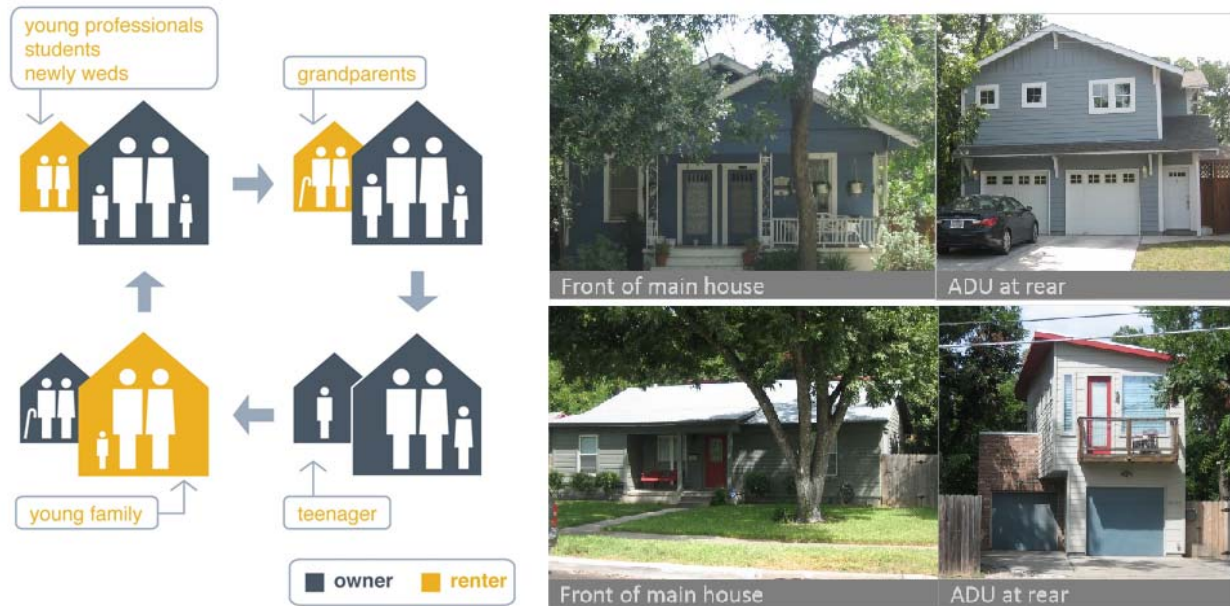 young professionals
students
newly weds
grandparents
young family
teenager
owner
renter
Front of main house
ADU at rear
Front of main house
ADU at rear